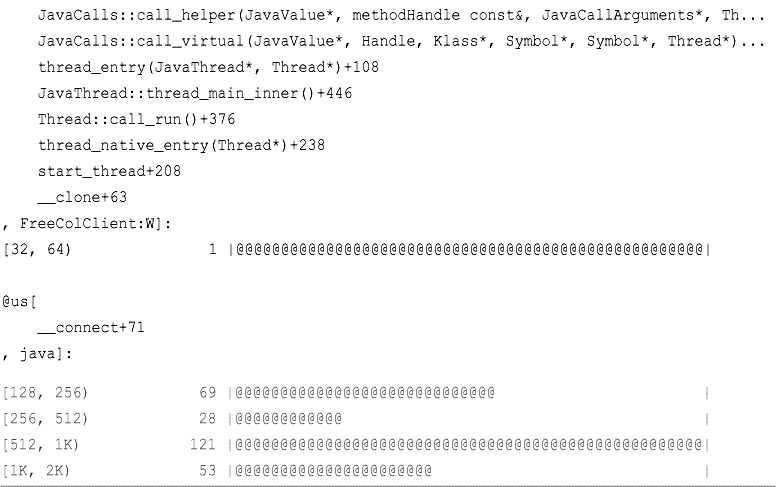 JavaCalls::call_helper(JavaValue*, methodHandle const&, JavaCallArguments*, Th...
JavaCalls::call_virtual(JavaValue*, Handle, Klass*, Symbol*, Symbol*, Thread*)...
thread_entry(JavaThread*, Thread*)+108
JavaThread::thread_main_inner()+446
Thread::call_run()+376
thread_native_entry(Thread*)+238
start_thread+208
__clone+63
, FreeColClient:W]:
[32, 64) 1 |@@@@@@@@@@@@@@@@@@@@@@@@@@@@@@@@@@@@@@@@@@@@@@@@@@@@|
@us[
__connect+71
, java]:
[128, 256) 69 |@@@@@@@@@@@@@@@@@@@@@@@@@@@@@ |
[256, 512) 28 |@@@@@@@@@@@@ |
[512, 1K) 121 |@@@@@@@@@@@@@@@@@@@@@@@@@@@@@@@@@@@@@@@@@@@@@@@@@@@@|
[1K, 2K) 53 |@@@@@@@@@@@@@@@@@@@@@@ |